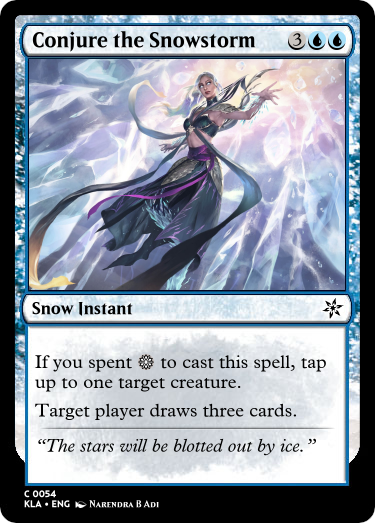 Conjure the Snowstorm 3
Snow Instant
If you spent to cast this spell, tap
up to one target creature.
Target player draws three cards.
“The stars will be blotted out by ice.”
C 0054
KLA • ENG Narendra B Adi